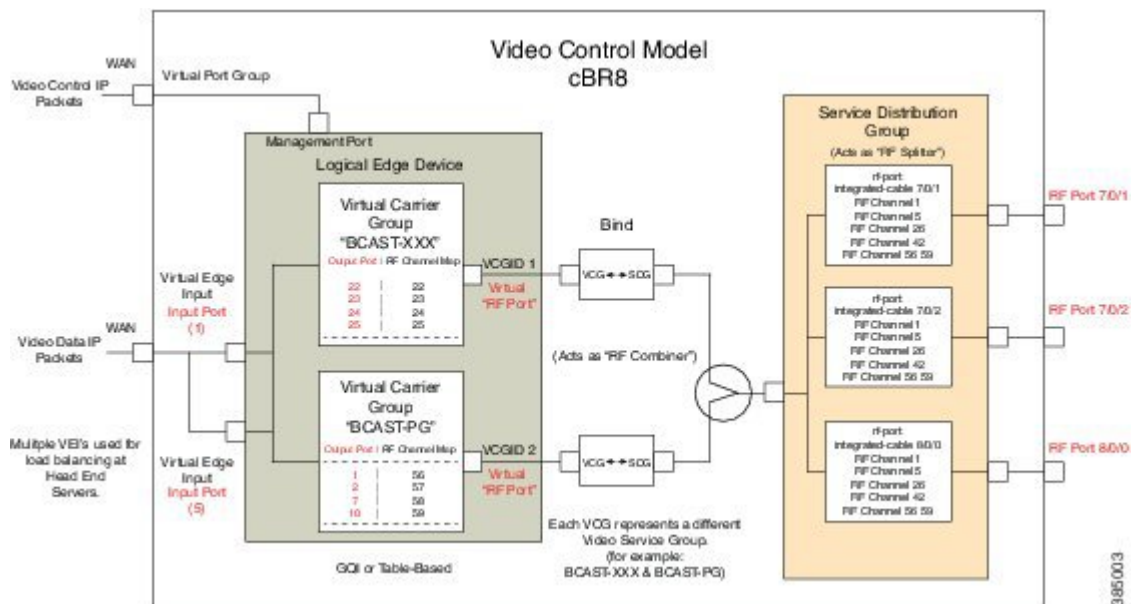 Video Control Model
cBR8
WAN
Video Control IP
Packets
Virtual Port Group
Management Port
Logical Edge Device
Virtual Carrier
Group
"BCAST-XXX"
Output Port | RF Channel Map
22 | 22
23 | 23
24 | 24
25 | 25
VCGID 1
Virtual
"RF Port"
Virtual Edge
Input
Input Port
(1)
WAN
Video Data IP
Packets
Mulitple VEI's used for
load balancing at
Head End
Servers.
Virtual Edge
Input
Input Port
(5)
Virtual Carrier
Group
"BCAST-PG"
Output Port | RF Channel Map
1 | 56
2 | 57
7 | 58
10 | 59
VCGID 2
Virtual
"RF Port"
GQI or Table-Based
Bind
VCG SDG
(Acts as "RF Combiner")
VCG SDG
Each VCG represents a different
Video Service Group.
(for example:
BCAST-XXX & BCAST-PG)
Service Distribution
Group
(Acts as "RF Splitter")
rf-port
integrated-cable 7/0/1
RF Channel 1
RF Channel 5
RF Channel 26
RF Channel 42
RF Channel 56 59
RF Port 7/0/1
rf-port
integrated-cable 7/0/2
RF Channel 1
RF Channel 5
RF Channel 26
RF Channel 42
RF Channel 56 59
RF Port 7/0/2
rf-port
integrated-cable 8/0/0
RF Channel 1
RF Channel 5
RF Channel 26
RF Channel 42
RF Channel 56 59
RF Port 8/0/0
385003